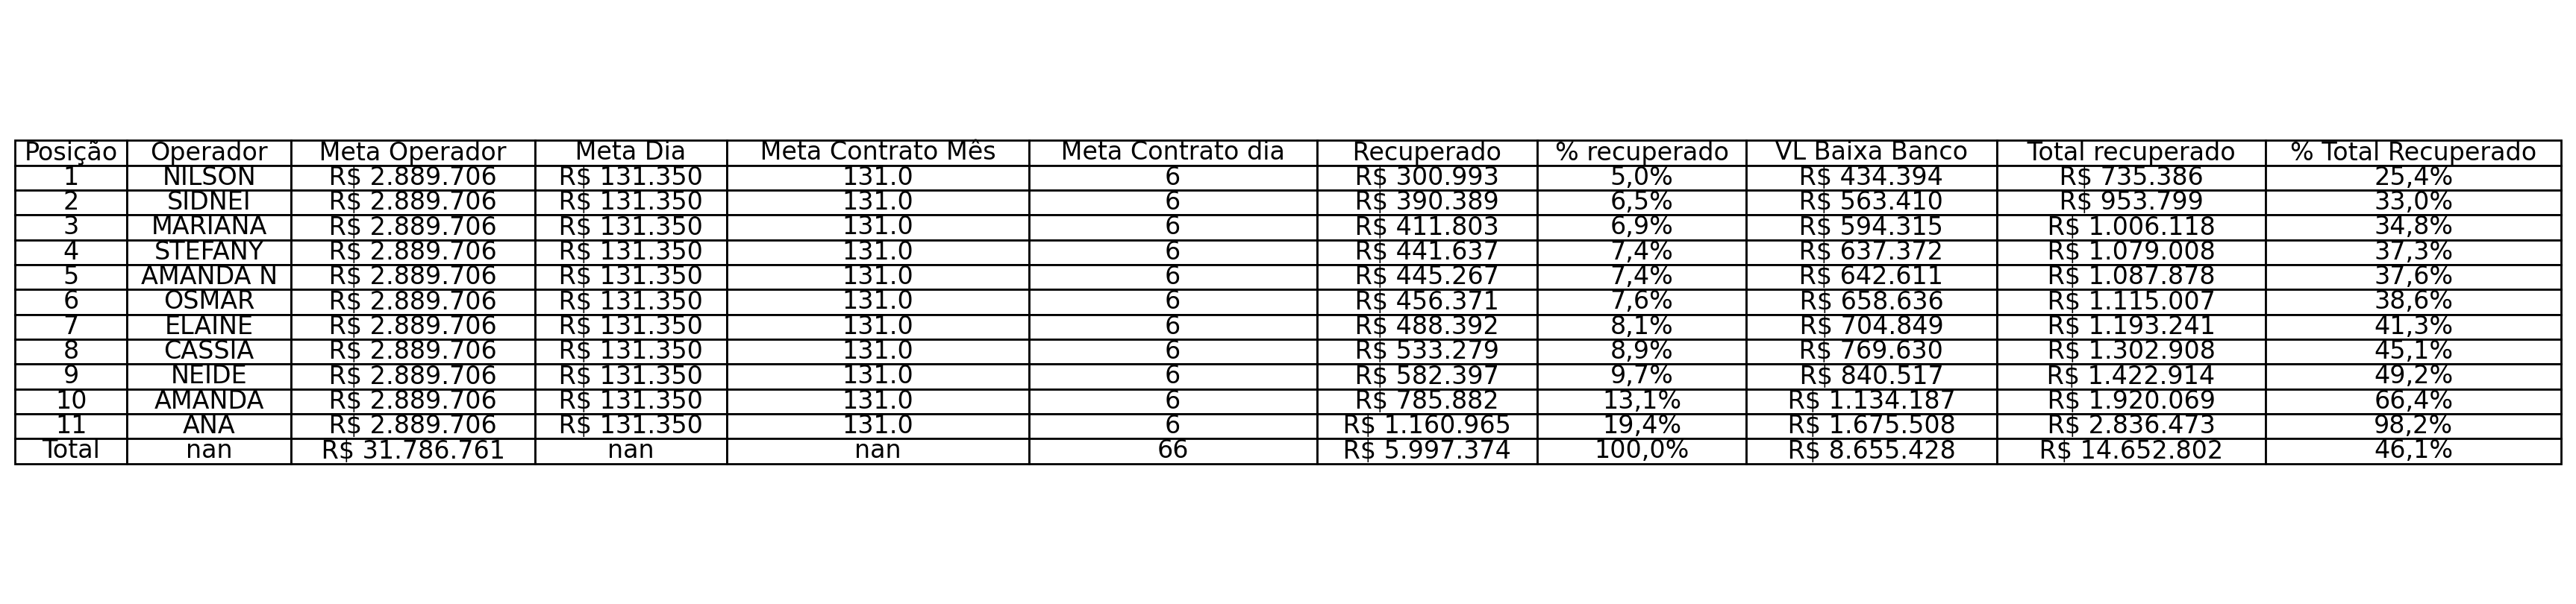 Posição Operador Meta Operador Meta Dia Meta Contrato Mês Meta Contrato dia Recuperado % recuperado VL Baixa Banco Total recuperado % Total Recuperado
1 NILSON R$ 2.889.706 R$ 131.350 131.0 6 R$ 300.993 5,0% R$ 434.394 R$ 735.386 25,4%
2 SIDNEI R$ 2.889.706 R$ 131.350 131.0 6 R$ 390.389 6,5% R$ 563.410 R$ 953.799 33,0%
3 MARIANA R$ 2.889.706 R$ 131.350 131.0 6 R$ 411.803 6,9% R$ 594.315 R$ 1.006.118 34,8%
4 STEFANY R$ 2.889.706 R$ 131.350 131.0 6 R$ 441.637 7,4% R$ 637.372 R$ 1.079.008 37,3%
5 AMANDA N R$ 2.889.706 R$ 131.350 131.0 6 R$ 445.267 7,4% R$ 642.611 R$ 1.087.878 37,6%
6 OSMAR R$ 2.889.706 R$ 131.350 131.0 6 R$ 456.371 7,6% R$ 658.636 R$ 1.115.007 38,6%
7 ELAINE R$ 2.889.706 R$ 131.350 131.0 6 R$ 488.392 8,1% R$ 704.849 R$ 1.193.241 41,3%
8 CASSIA R$ 2.889.706 R$ 131.350 131.0 6 R$ 533.279 8,9% R$ 769.630 R$ 1.302.908 45,1%
9 NEIDE R$ 2.889.706 R$ 131.350 131.0 6 R$ 582.397 9,7% R$ 840.517 R$ 1.422.914 49,2%
10 AMANDA R$ 2.889.706 R$ 131.350 131.0 6 R$ 785.882 13,1% R$ 1.134.187 R$ 1.920.069 66,4%
11 ANA R$ 2.889.706 R$ 131.350 131.0 6 R$ 1.160.965 19,4% R$ 1.675.508 R$ 2.836.473 98,2%
Total nan R$ 31.786.761 nan nan 66 R$ 5.997.374 100,0% R$ 8.655.428 R$ 14.652.802 46,1%